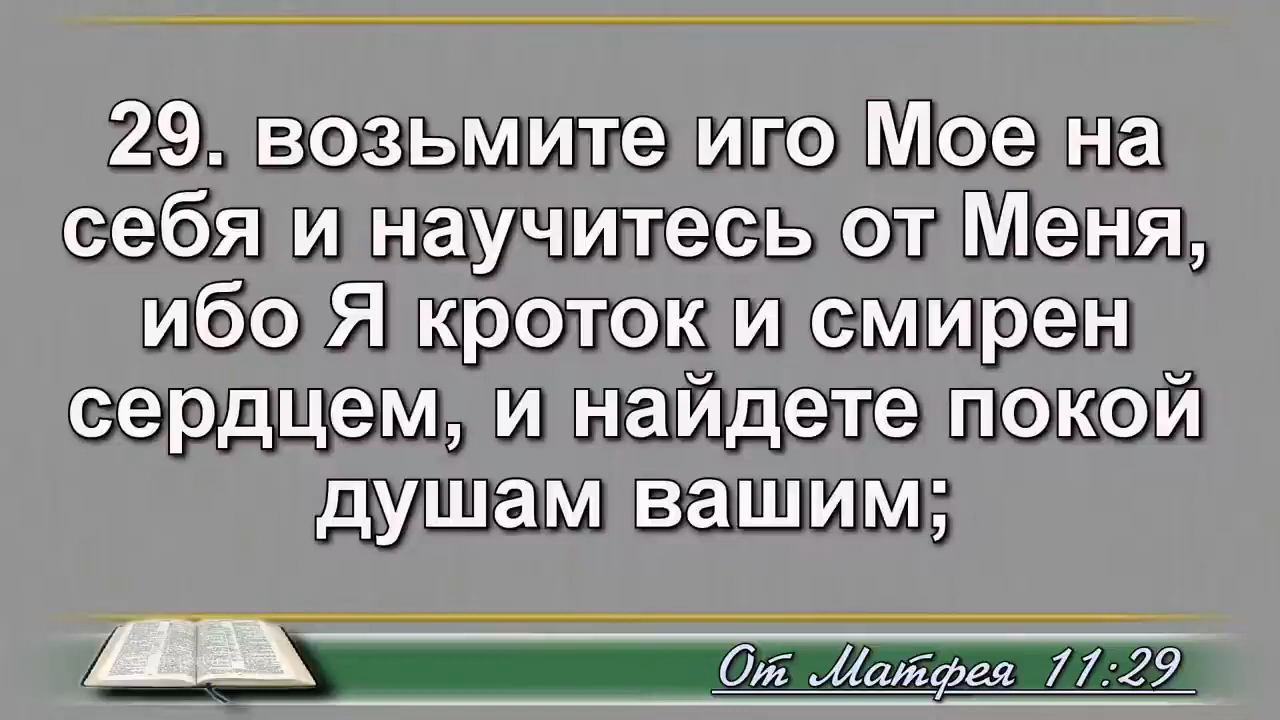 29. возьмите иго Мое на
себя и научитесь от Меня,
ибо Я кроток и смирен
сердцем, и найдете покой
душам вашим;
От Матфея 11:29